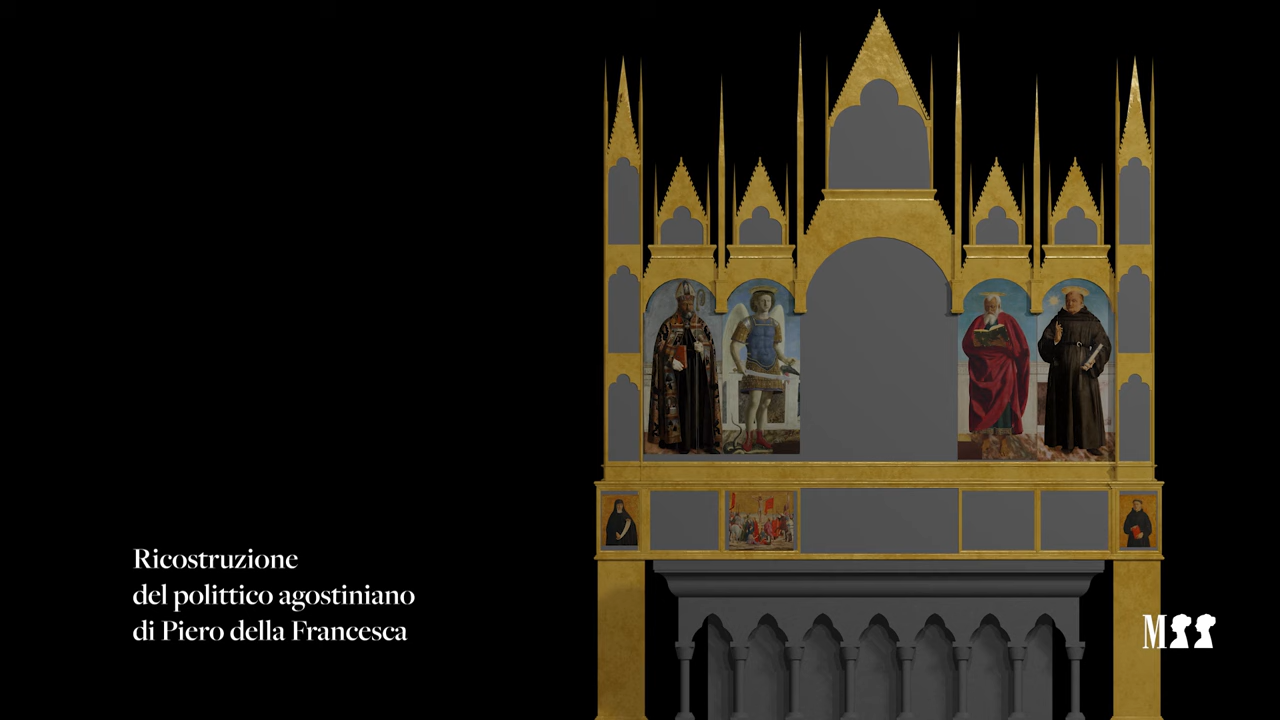 Ricostruzione
del polittico agostiniano
di Piero della Francesca
M